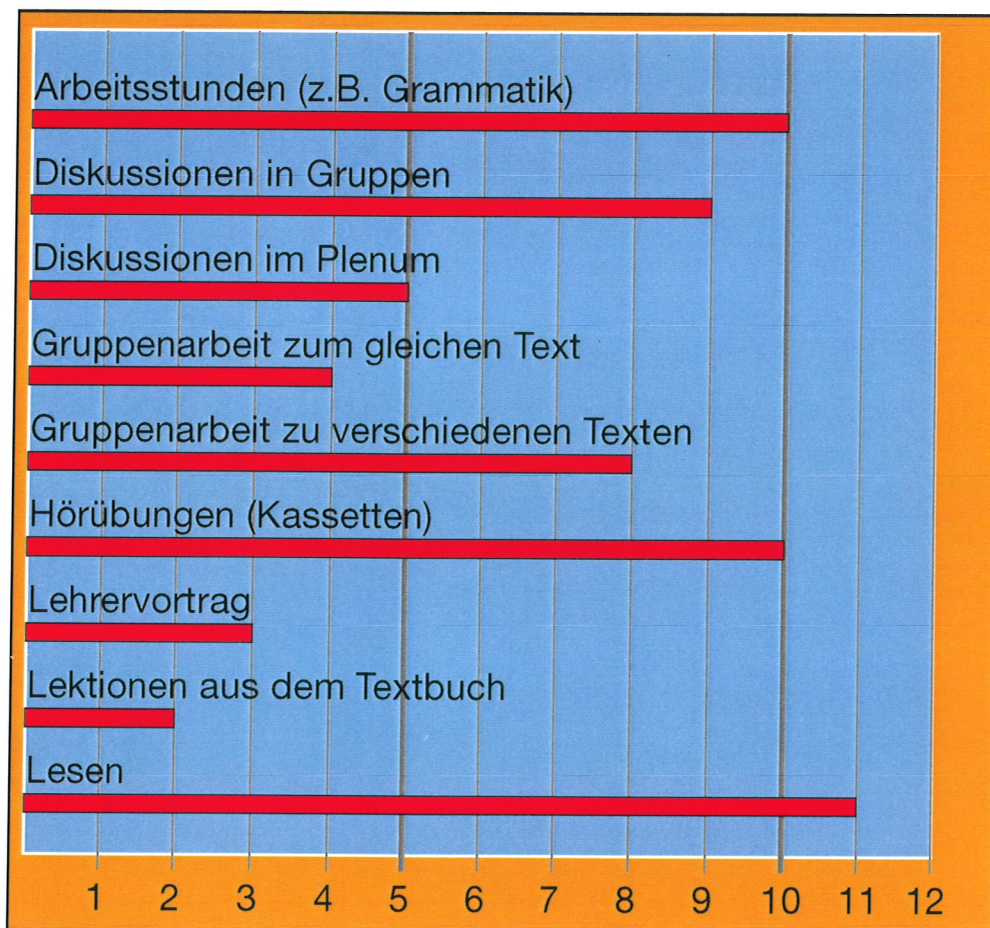 Arbeitsstunden (z.B. Grammatik)
Diskussionen in Gruppen
Diskussionen im Plenum
Gruppenarbeit zum gleichen Text
Gruppenarbeit zu verschiedenen Texten
Hörübungen (Kassetten)
Lehrervortrag
Lektionen aus dem Textbuch
Lesen
1 2 3 4 5 6 7 8 9 10 11 12